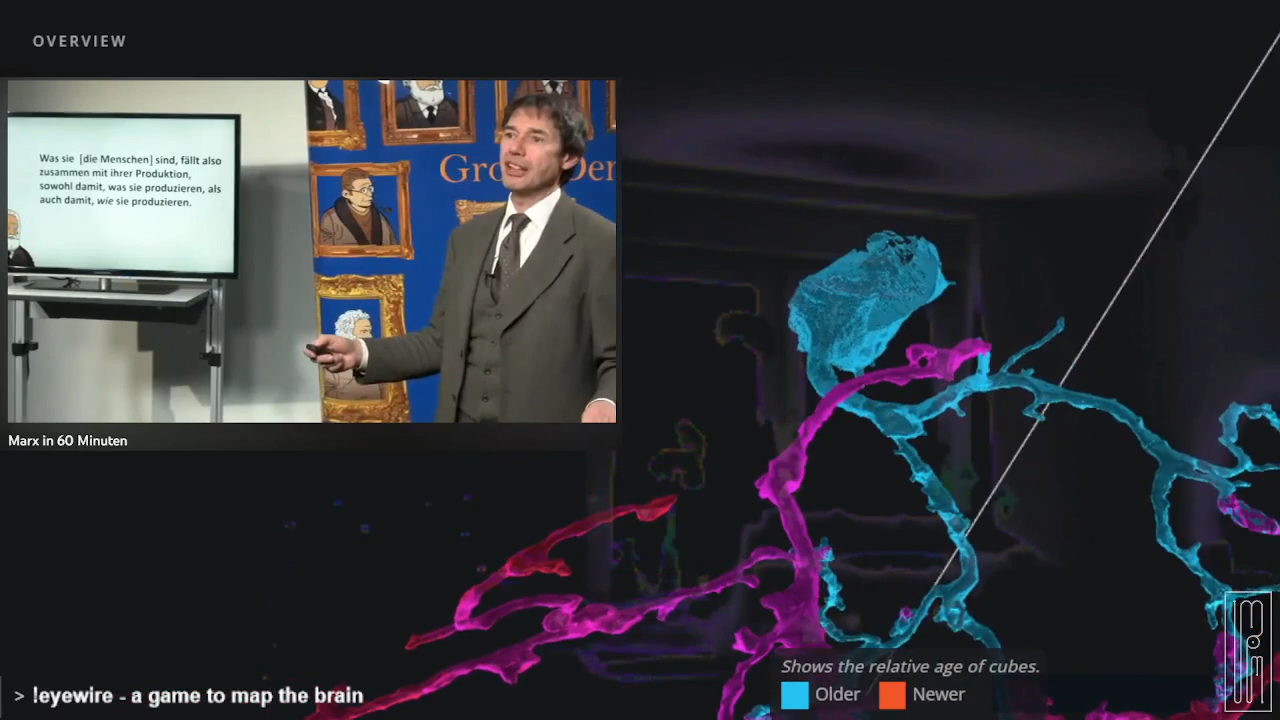 OVERVIEW
Was sie [die Menschen] sind, fällt also
zusammen mit ihrer Produktion,
sowohl damit, was sie produzieren, als
auch damit, wie sie produzieren.
Marx in 60 Minuten
Shows the relative age of cubes.
Older Newer
> !eyewire - a game to map the brain